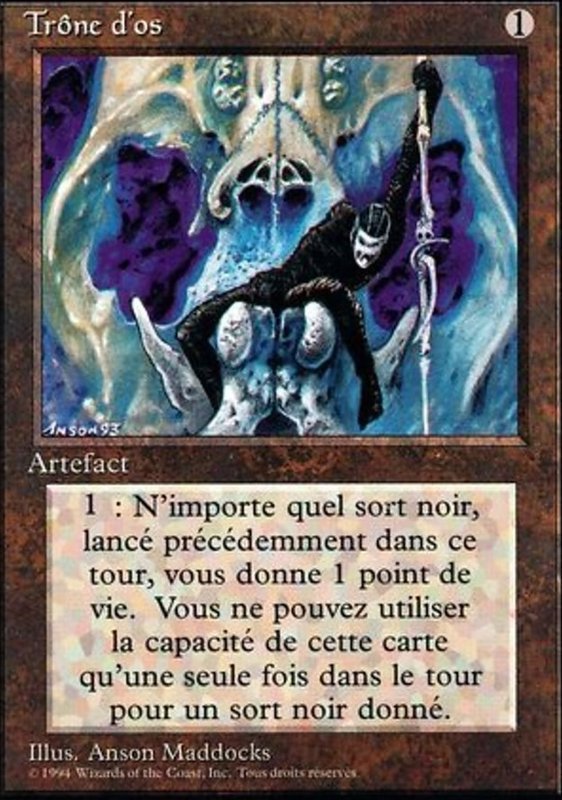 Trône d'os 1
ANSON 93
Artefact
1 : N'importe quel sort noir,
lancé précédemment dans ce
tour, vous donne 1 point de
vie. Vous ne pouvez utiliser
la capacité de cette carte
qu'une seule fois dans le tour
pour un sort noir donné.
Illus. Anson Maddocks
© 1994 Wizards of the Coast, Inc. Tous droits réservés